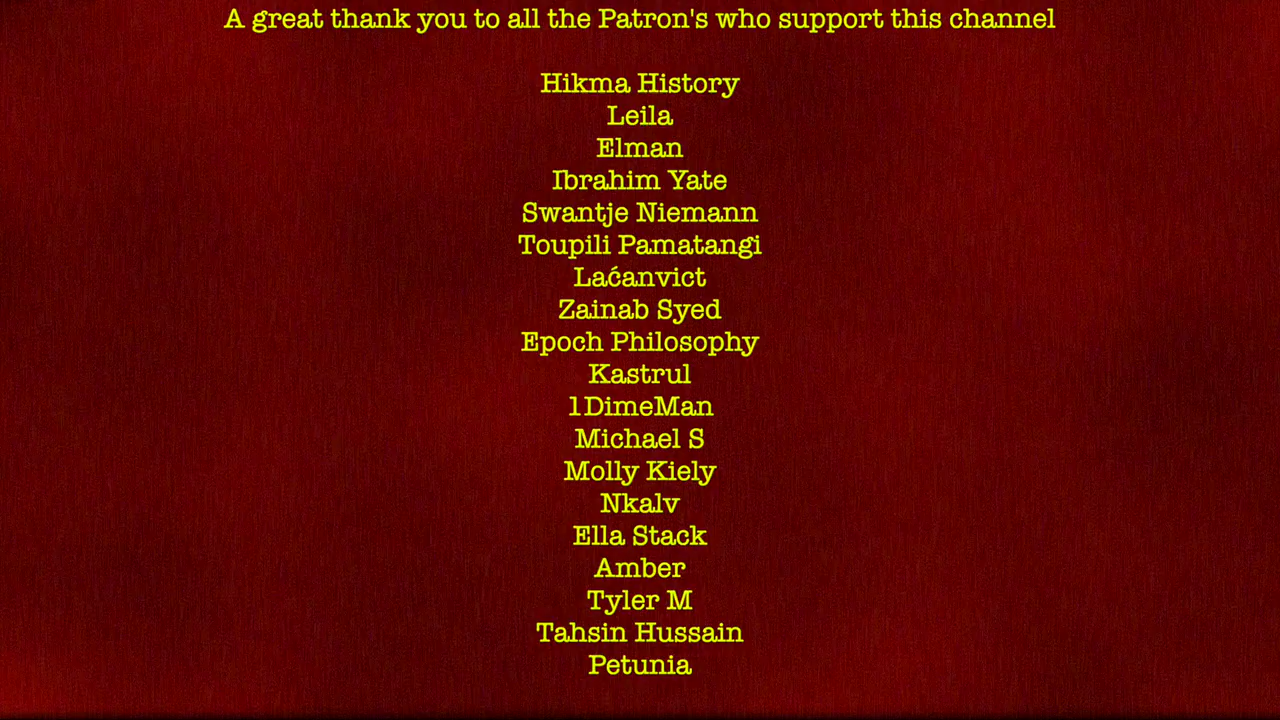 A great thank you to all the Patron's who support this channel
Hikma History
Leila
Elman
Ibrahim Yate
Swantje Niemann
Toupili Pamatangi
Laćanvict
Zainab Syed
Epoch Philosophy
Kastrul
1DimeMan
Michael S
Molly Kiely
Nkalv
Ella Stack
Amber
Tyler M
Tahsin Hussain
Petunia